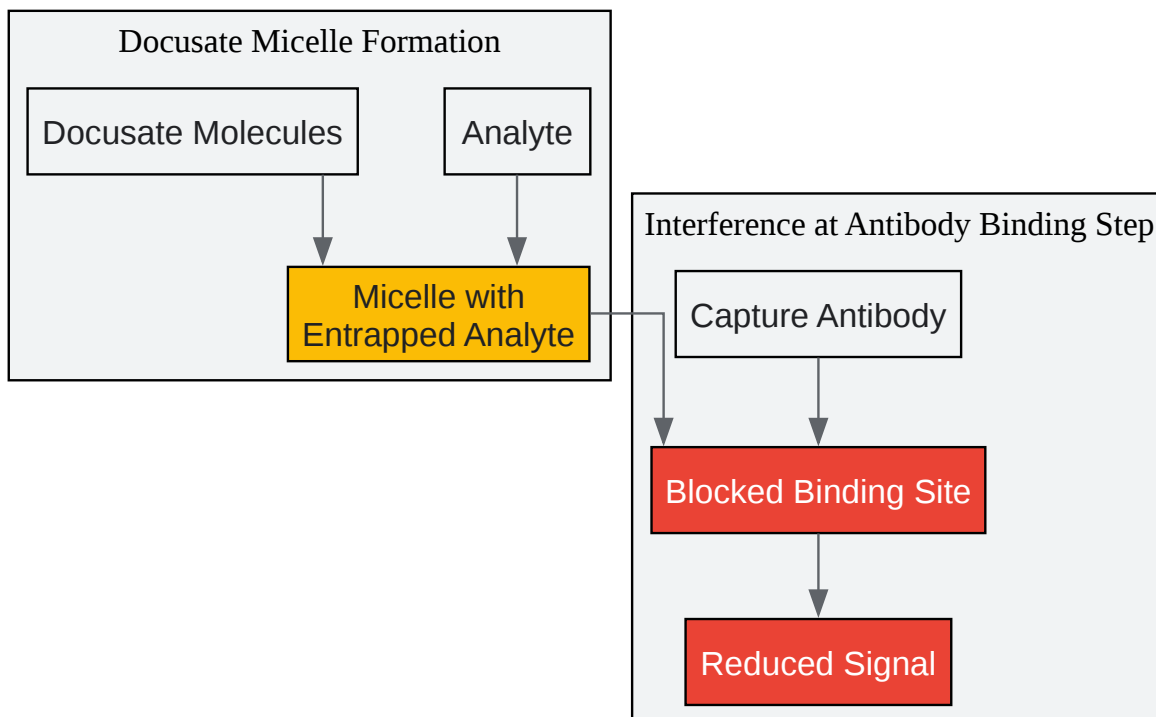 Docusate Micelle Formation
Docusate Molecules
Analyte
Micelle with
Entrapped Analyte
Interference at Antibody Binding Step
Capture Antibody
Blocked Binding Site
Reduced Signal